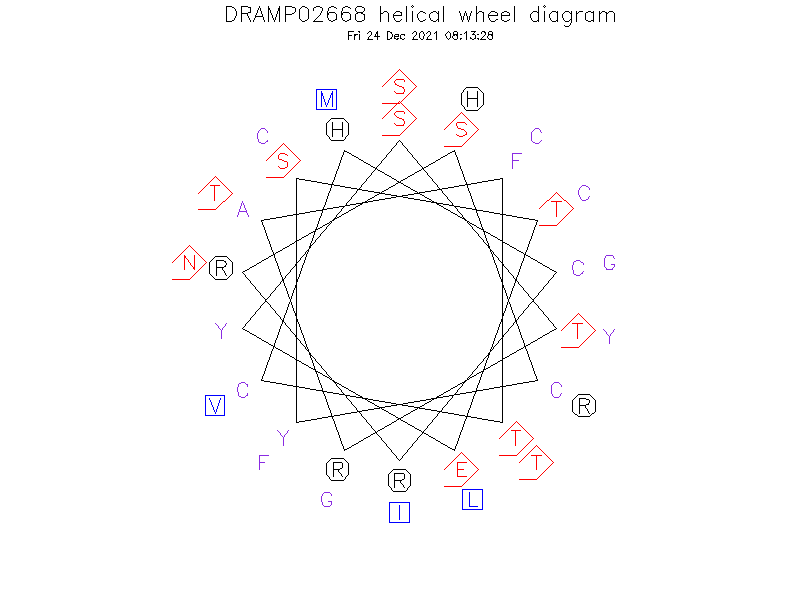 DRAMP02668 helical wheel diagram
Fri 24 Dec 2021 08:13:28
S
M H
S
H S
C C
S F
T C
A T
N R C G
Y T Y
C C
V R
Y T
F T
R E
R
G L
I